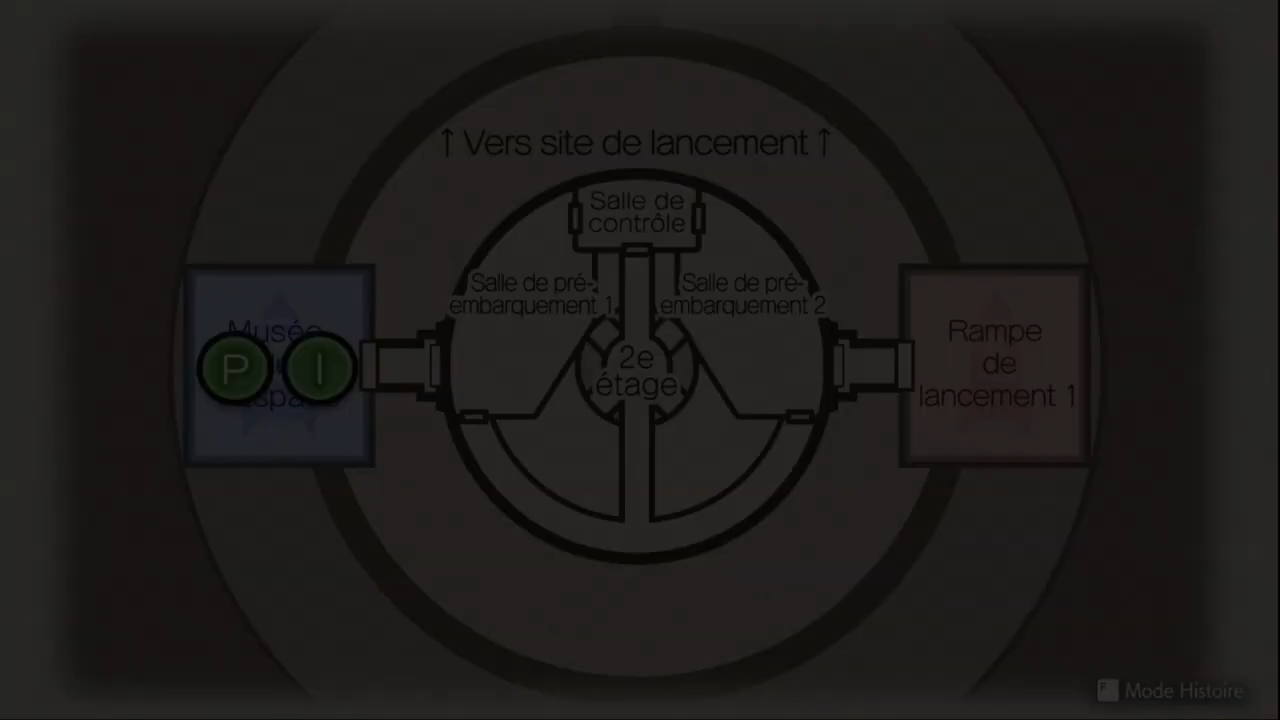 ↑ Vers site de lancement ↑
Salle de
contrôle
Salle de pré-
embarquement 1
Salle de pré-
embarquement 2
Musée
P I
2e
étage
Rampe
de
lancement 1
F Mode Histoire